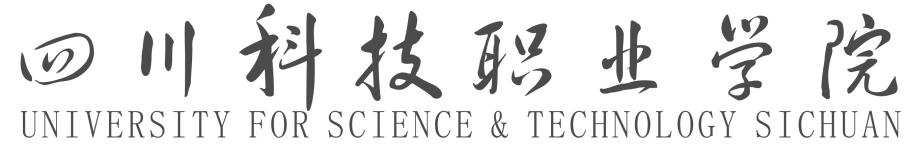 四川科技职业学院
UNIVERSITY FOR SCIENCE & TECHNOLOGY SICHUAN